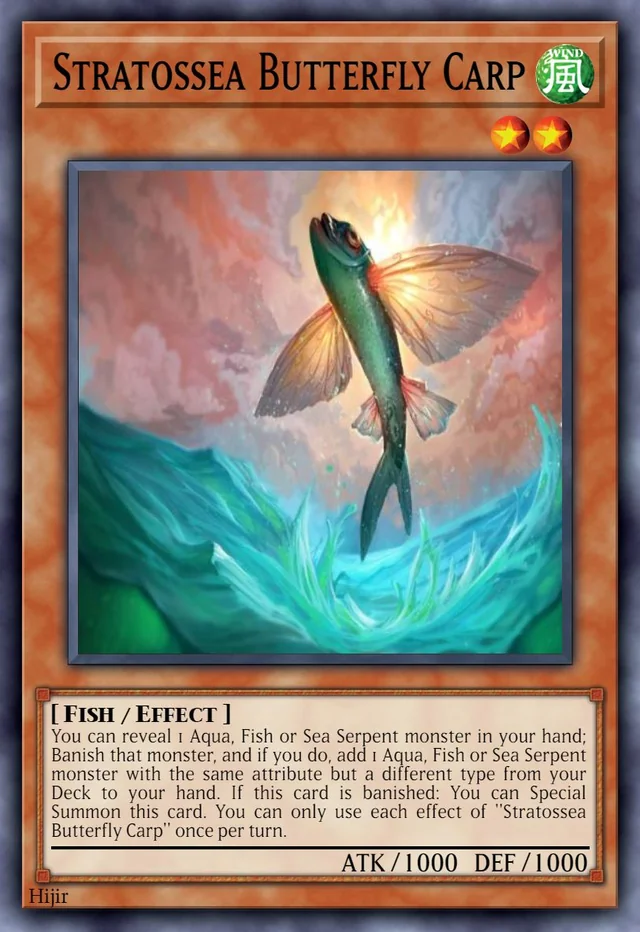 Stratossea Butterfly Carp
WIND
風
[ Fish / Effect ]
You can reveal 1 Aqua, Fish or Sea Serpent monster in your hand;
Banish that monster, and if you do, add 1 Aqua, Fish or Sea Serpent
monster with the same attribute but a different type from your
Deck to your hand. If this card is banished: You can Special
Summon this card. You can only use each effect of "Stratossea
Butterfly Carp" once per turn.
ATK/1000 DEF/1000
Hijir